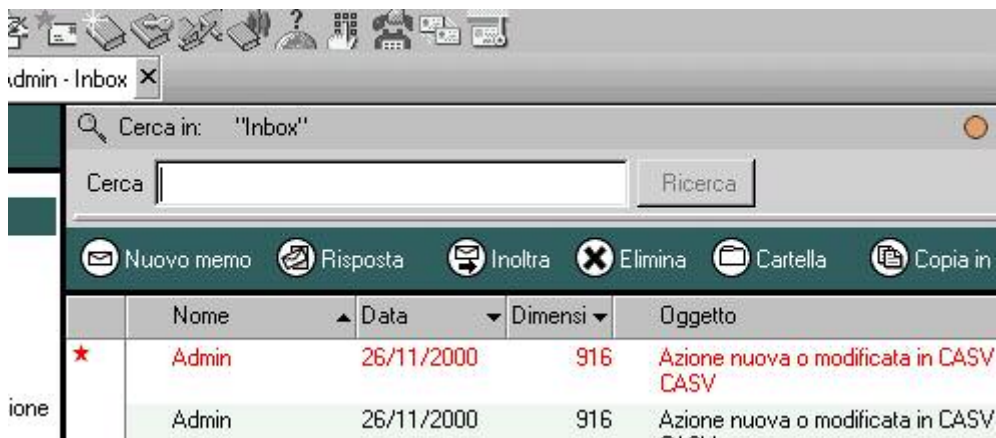 Admin - Inbox
Cerca in: "Inbox"
Cerca Ricerca
Nuovo memo Risposta Inoltra Elimina Cartella Copia in
Nome Data Dimensi Oggetto
Admin 26/11/2000 916 Azione nuova o modificata in CASV
CASV
ione Admin 26/11/2000 916 Azione nuova o modificata in CASV